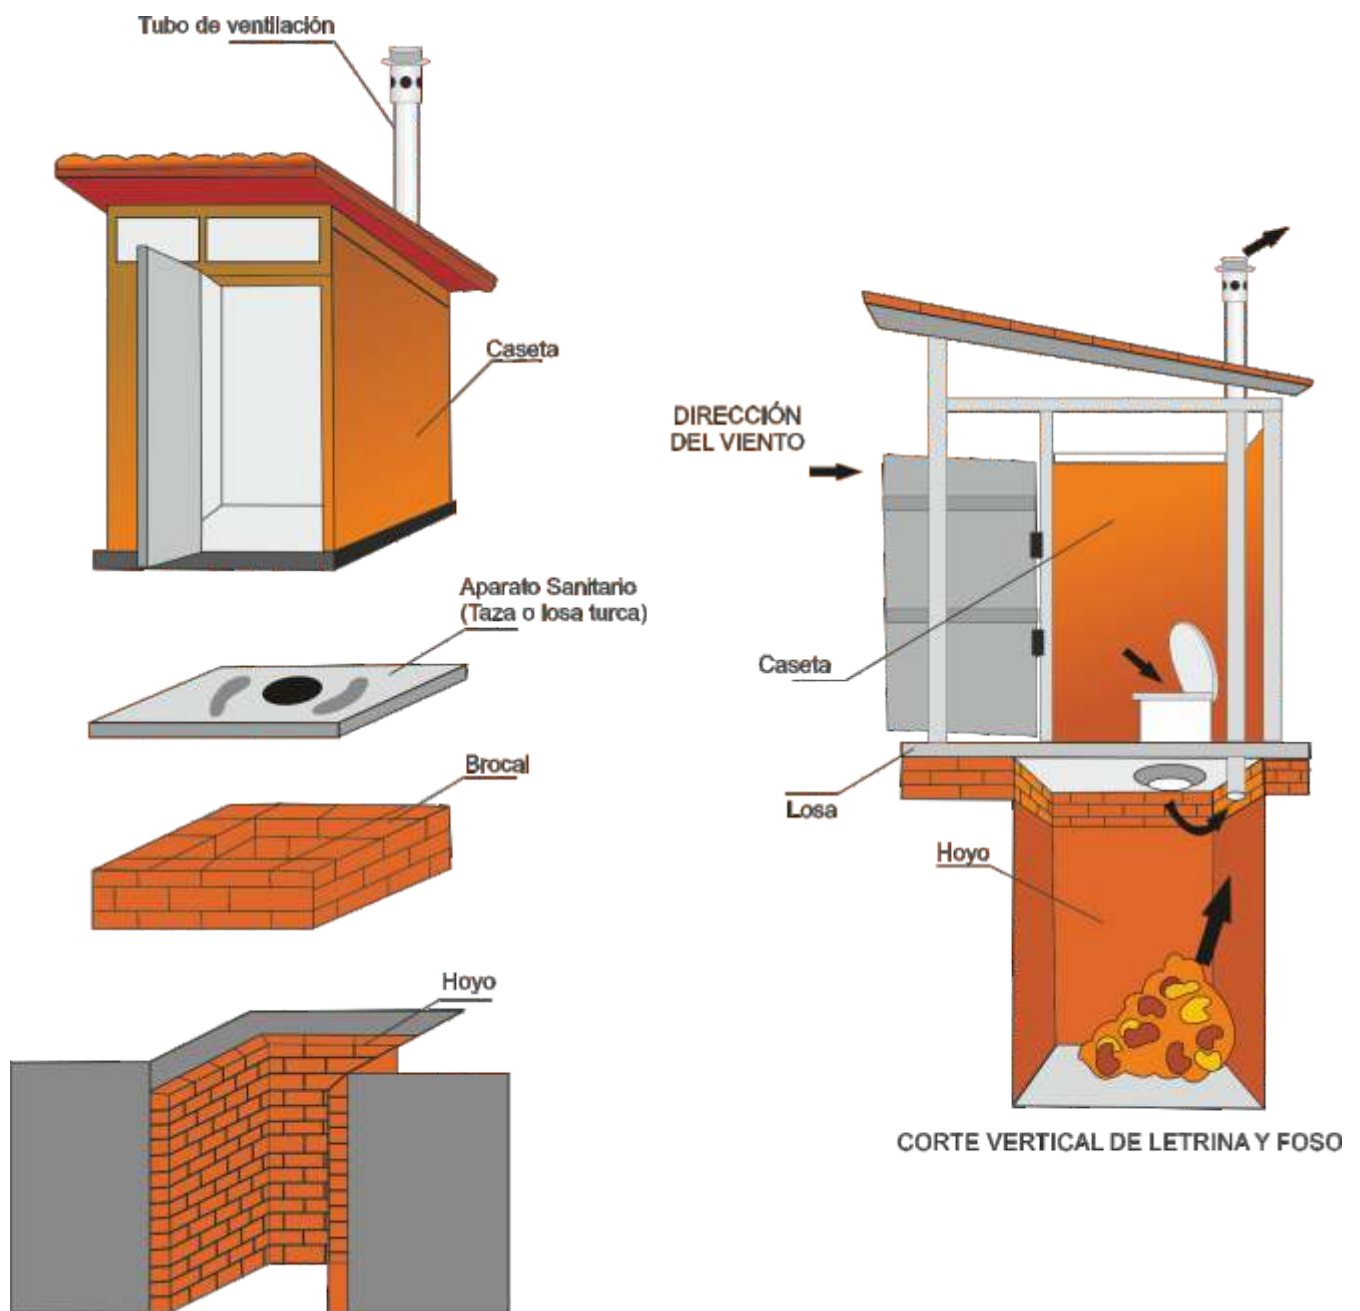 Tubo de ventilación
Caseta
Aparato Sanitario
(Taza o losa turca)
Brocal
Hoyo
DIRECCIÓN
DEL VIENTO
Caseta
Losa
Hoyo
CORTE VERTICAL DE LETRINA Y FOSO